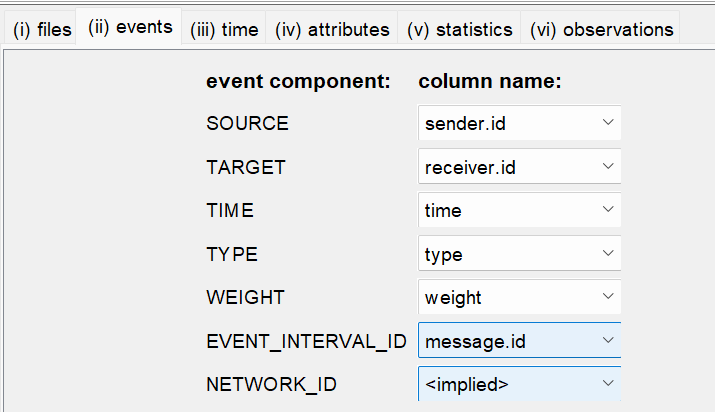 (i) files (ii) events (iii) time (iv) attributes (v) statistics (vi) observations
event component: column name:
SOURCE sender.id
TARGET receiver.id
TIME time
TYPE type
WEIGHT weight
EVENT_INTERVAL_ID message.id
NETWORK_ID <implied>